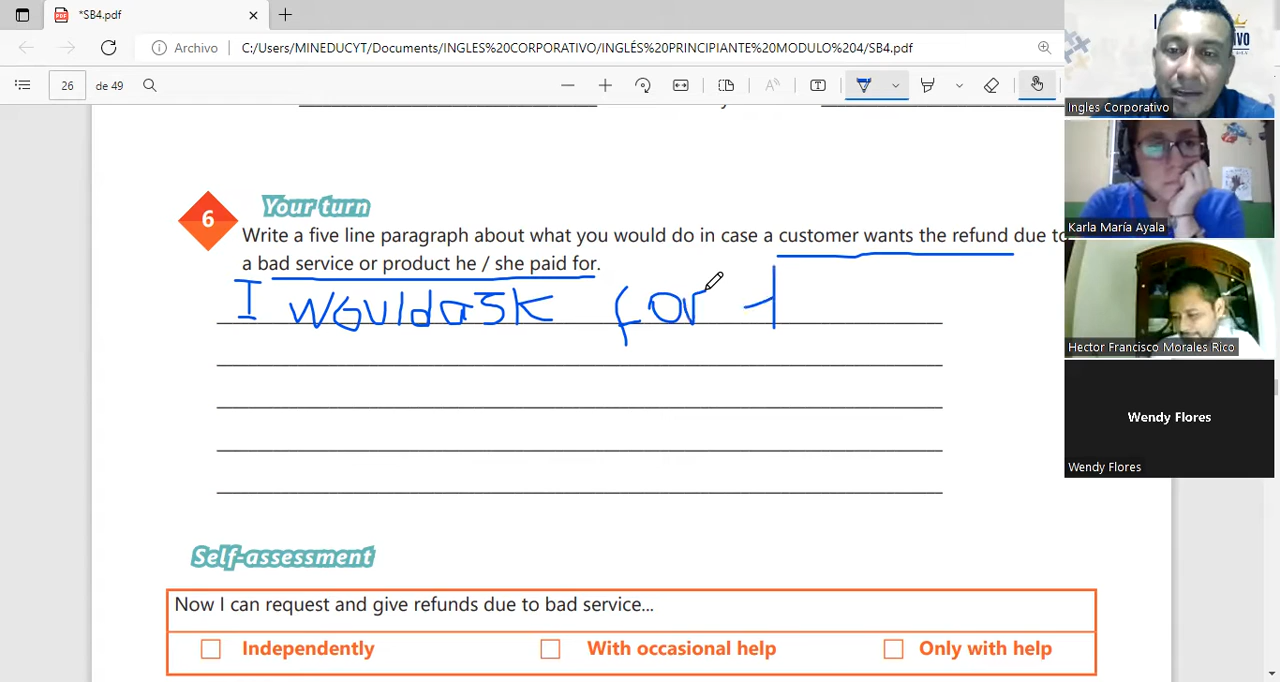 *SB4.pdf
Archivo C:/Users/MINEDUCYT/Documents/INGLES%20CORPORATIVO/INGLÉS%20PRINCIPIANTE%20MODULO%204/SB4.pdf
26 de 49
6 Your turn
Write a five line paragraph about what you would do in case a customer wants the refund due to
a bad service or product he / she paid for.
I would ask for
Self-assessment
Now I can request and give refunds due to bad service...
Independently With occasional help Only with help
Ingles Corporativo
Karla María Ayala
Hector Francisco Morales Rico
Wendy Flores
Wendy Flores